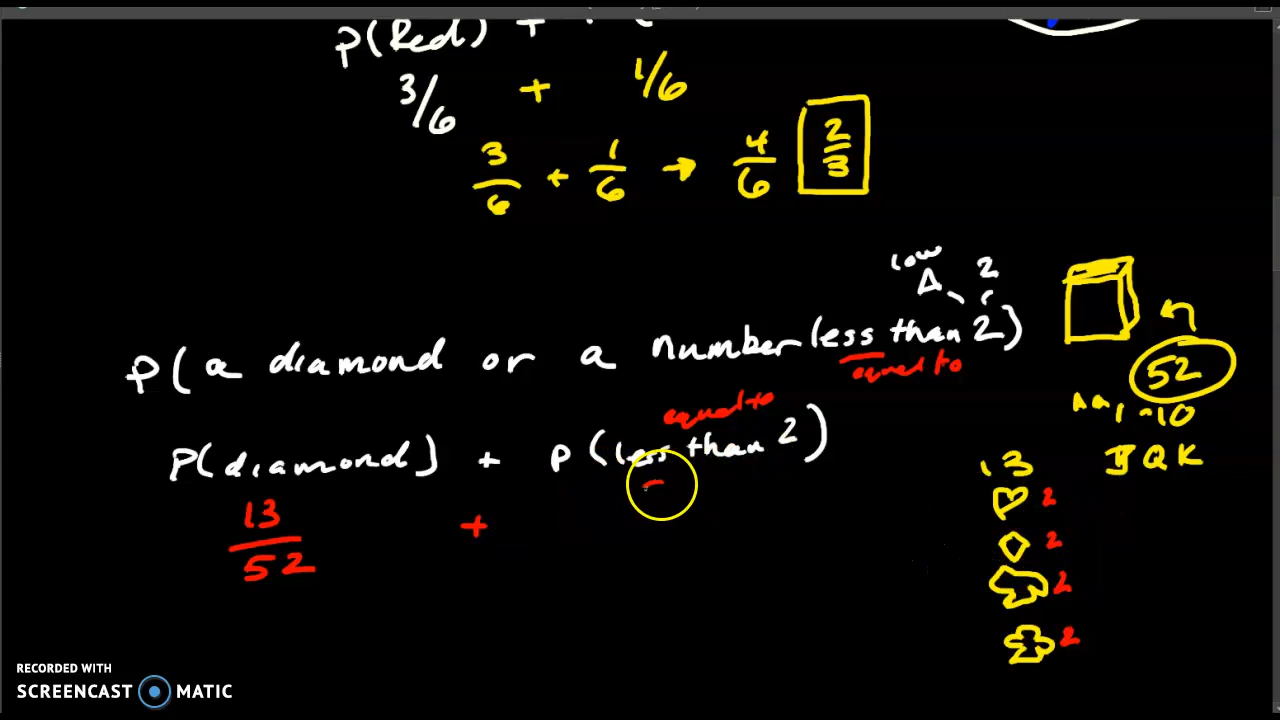 P(Red) +
3/6 + 1/6
3/6 + 1/6 → 4/6 2/3
low
A 2
P(a diamond or a number (less than 2)
equal to
52
equal to
1-10
J Q K
P(diamond) + P(less than 2)
13
13/52 +
2
2
2
2
RECORDED WITH
SCREENCAST MATIC